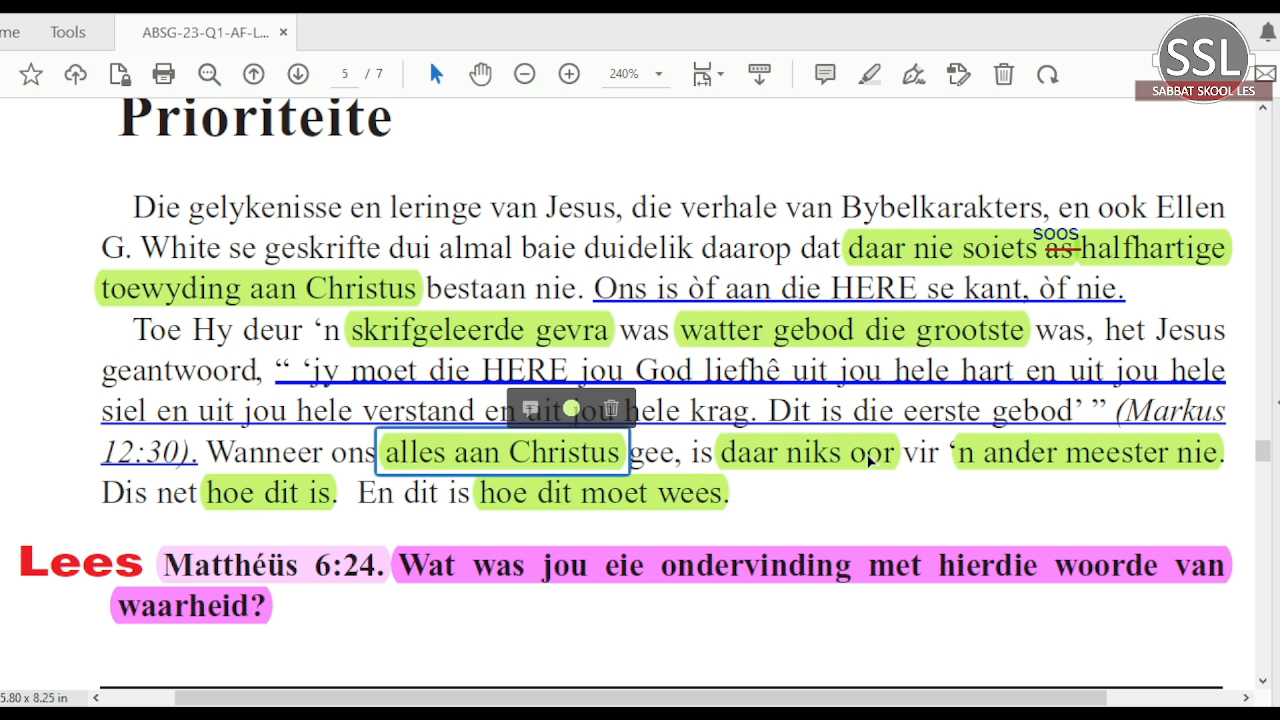 me Tools ABSG-23-Q1-AF-L... ×
SSL
SABBAT SKOOL LES
5 / 7 240%
Prioriteite
Die gelykenisse en leringe van Jesus, die verhale van Bybelkarakters, en ook Ellen
soos
G. White se geskrifte dui almal baie duidelik daarop dat daar nie soiets as halfhartige
toewyding aan Christus bestaan nie. Ons is òf aan die HERE se kant, òf nie.
Toe Hy deur ‘n skrifgeleerde gevra was watter gebod die grootste was, het Jesus
geantwoord, “ ‘jy moet die HERE jou God liefhê uit jou hele hart en uit jou hele
siel en uit jou hele verstand en uit jou hele krag. Dit is die eerste gebod’ ” (Markus
12:30). Wanneer ons alles aan Christus gee, is daar niks oor vir ‘n ander meester nie.
Dis net hoe dit is. En dit is hoe dit moet wees.
Lees Matthéüs 6:24. Wat was jou eie ondervinding met hierdie woorde van
waarheid?
5.80 x 8.25 in